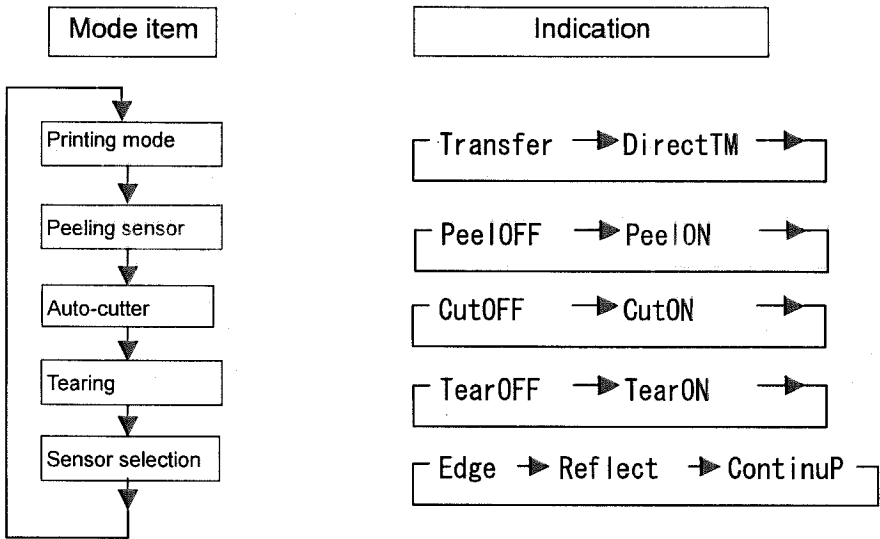 Mode item Indication
Printing mode Transfer DirectTM
Peeling sensor PeelOFF PeelON
Auto-cutter CutOFF CutON
Tearing TearOFF TearON
Sensor selection Edge Reflect ContinuP